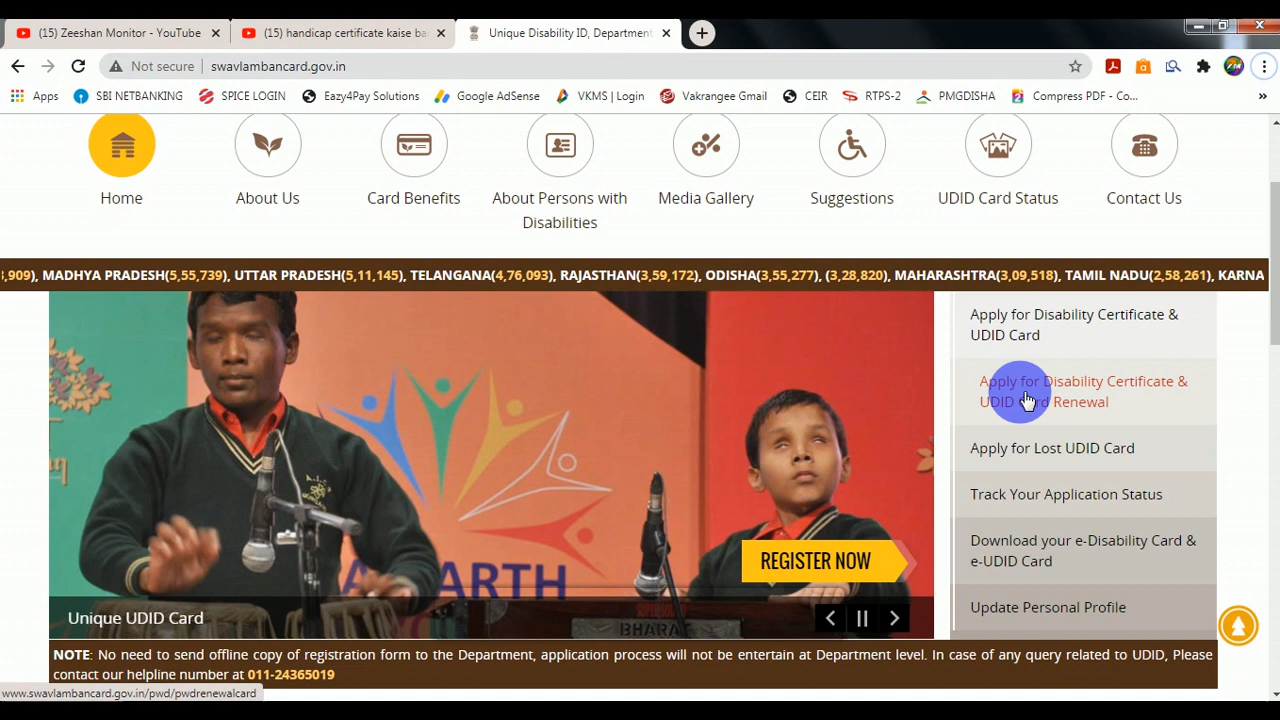 (15) Zeeshan Monitor - YouTube
(15) handicap certificate kaise ba
Unique Disability ID, Department
Not secure
swavlambancard.gov.in
Apps
SBI NETBANKING
SPICE LOGIN
Eazy4Pay Solutions
Google AdSense
VKMS | Login
Vakrangee Gmail
CEIR
RTPS-2
PMGDISHA
Compress PDF - Co...
Home
About Us
Card Benefits
About Persons with
Disabilities
Media Gallery
Suggestions
UDID Card Status
Contact Us
,909), MADHYA PRADESH(5,55,739), UTTAR PRADESH(5,11,145), TELANGANA(4,76,093), RAJASTHAN(3,59,172), ODISHA(3,55,277), (3,28,820), MAHARASHTRA(3,09,518), TAMIL NADU(2,58,261), KARNA
Apply for Disability Certificate &
UDID Card
Apply for Disability Certificate &
UDID Card Renewal
Apply for Lost UDID Card
Track Your Application Status
Download your e-Disability Card &
e-UDID Card
Update Personal Profile
REGISTER NOW
ARTH
BHARAT
Unique UDID Card
NOTE: No need to send offline copy of registration form to the Department, application process will not be entertain at Department level. In case of any query related to UDID, Please
contact our helpline number at 011-24365019
www.swavlambancard.gov.in/pwd/pwdrenewalcard